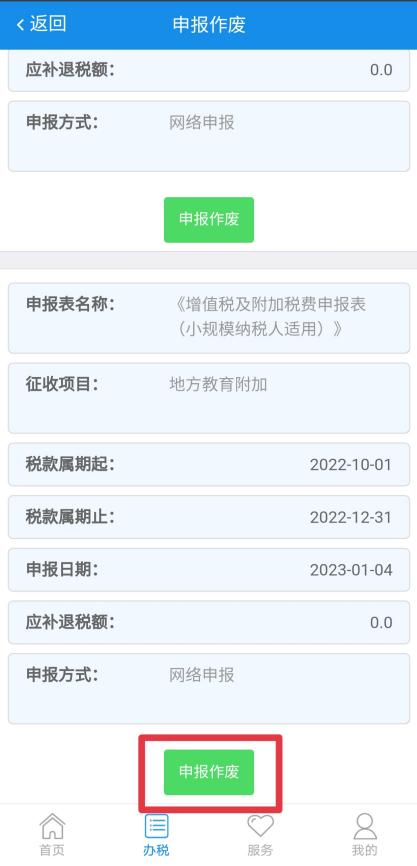 返回
申报作废
应补退税额：
0.0
申报方式：
网络申报
申报作废
申报表名称：
《增值税及附加税费申报表
（小规模纳税人适用）》
征收项目：
地方教育附加
税款属期起：
2022-10-01
税款属期止：
2022-12-31
申报日期：
2023-01-04
应补退税额：
0.0
申报方式：
网络申报
申报作废
首页
办税
服务
我的